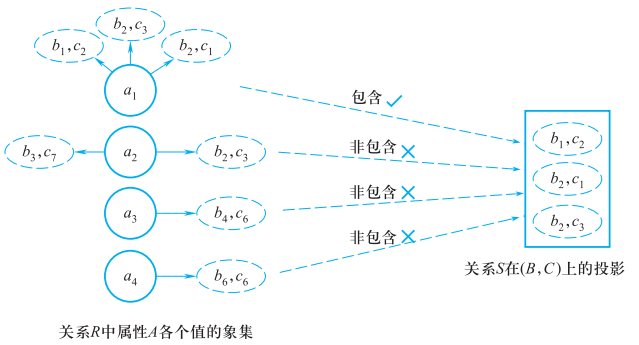 b₂,c₃
b₁,c₂
b₂,c₁
a₁
包含
b₁,c₂
b₃,c₇
a₂
b₂,c₃
非包含
b₂,c₁
a₃
b₄,c₆
非包含
b₂,c₃
非包含
a₄
b₆,c₆
关系S在(B,C)上的投影
关系R中属性A各个值的象集